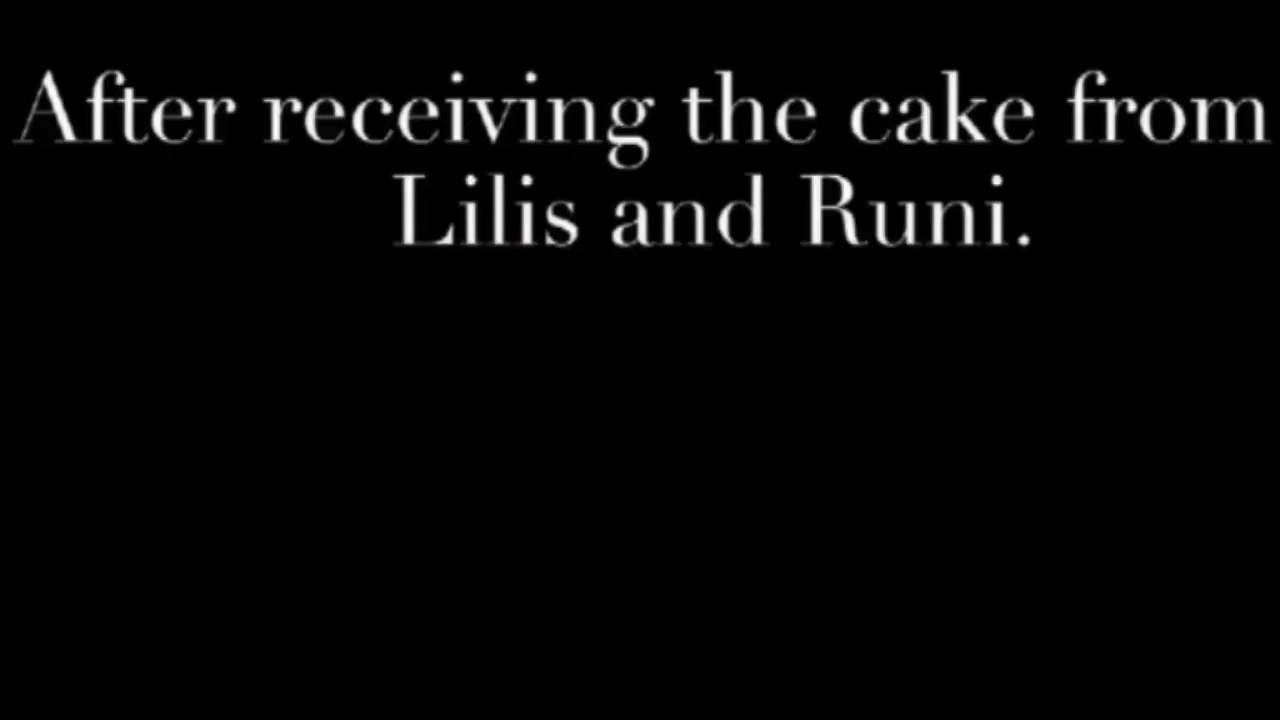 After receiving the cake from
Lilis and Runi.